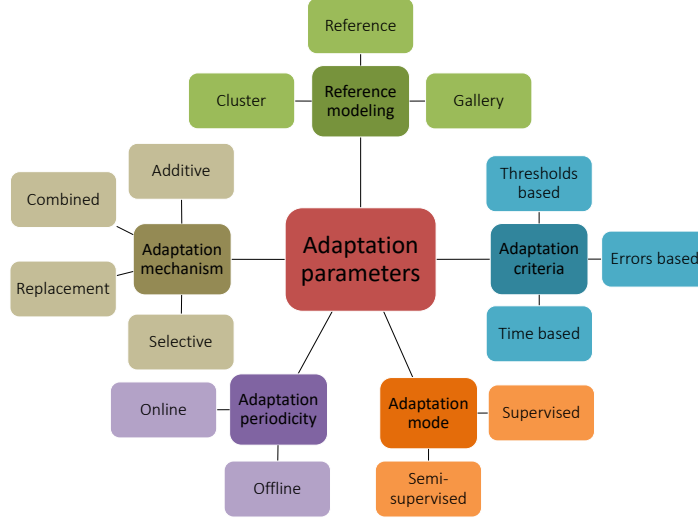 Reference
Reference
modeling
Cluster
Gallery
Additive
Combined
Adaptation
mechanism
Replacement
Selective
Adaptation
parameters
Thresholds
based
Adaptation
criteria
Errors based
Time based
Adaptation
periodicity
Online
Offline
Adaptation
mode
Supervised
Semi-
supervised